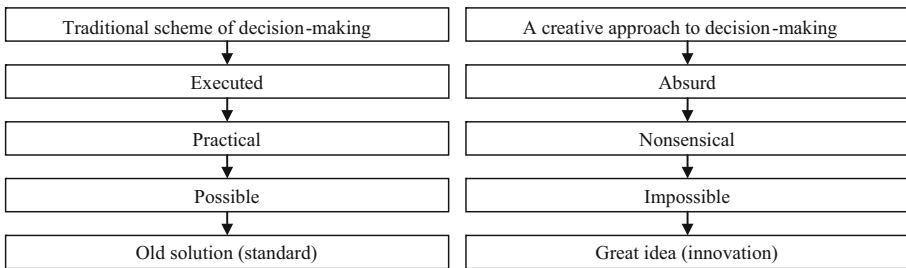 Traditional scheme of decision-making
Executed
Practical
Possible
Old solution (standard)
A creative approach to decision-making
Absurd
Nonsensical
Impossible
Great idea (innovation)